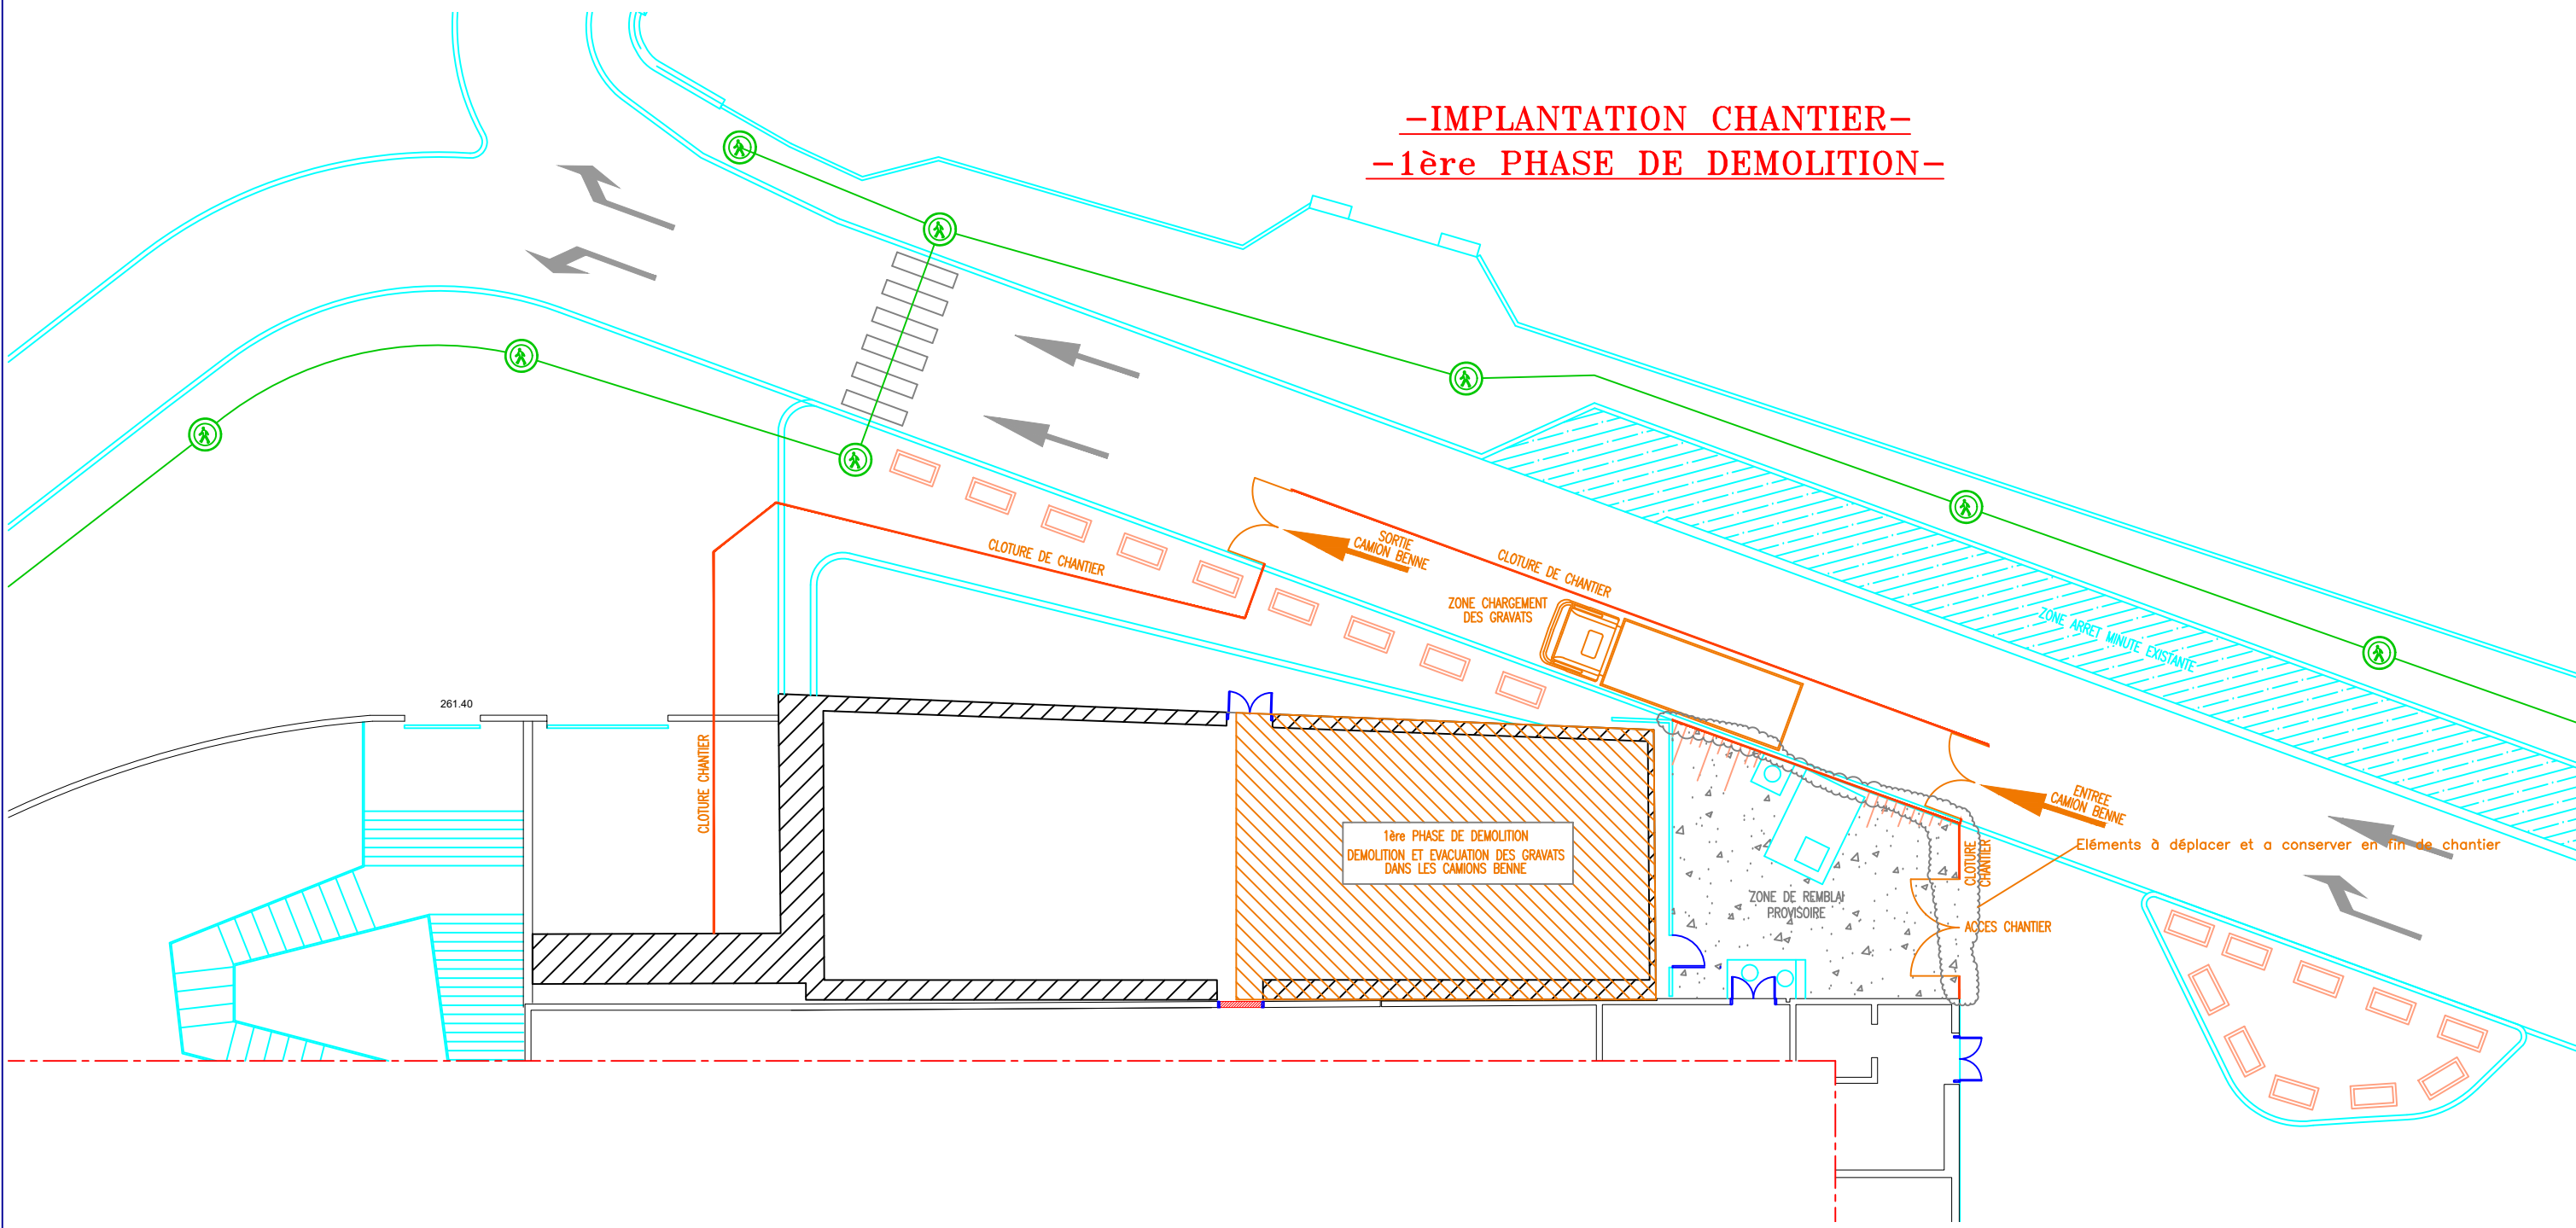 -IMPLANTATION CHANTIER-
-1ère PHASE DE DEMOLITION-
SORTIE
CAMION BENNE
CLOTURE DE CHANTIER
CLOTURE DE CHANTIER
ZONE CHARGEMENT
DES GRAVATS
ZONE ARRET MINUTE EXISTANTE
261.40
CLOTURE CHANTIER
1ère PHASE DE DEMOLITION
DEMOLITION ET EVACUATION DES GRAVATS
DANS LES CAMIONS BENNE
ENTREE
CAMION BENNE
Eléments à déplacer et a conserver en fin de chantier
CLOTURE
CHANTIER
ZONE DE REMBLAI
PROVISOIRE
ACCES CHANTIER